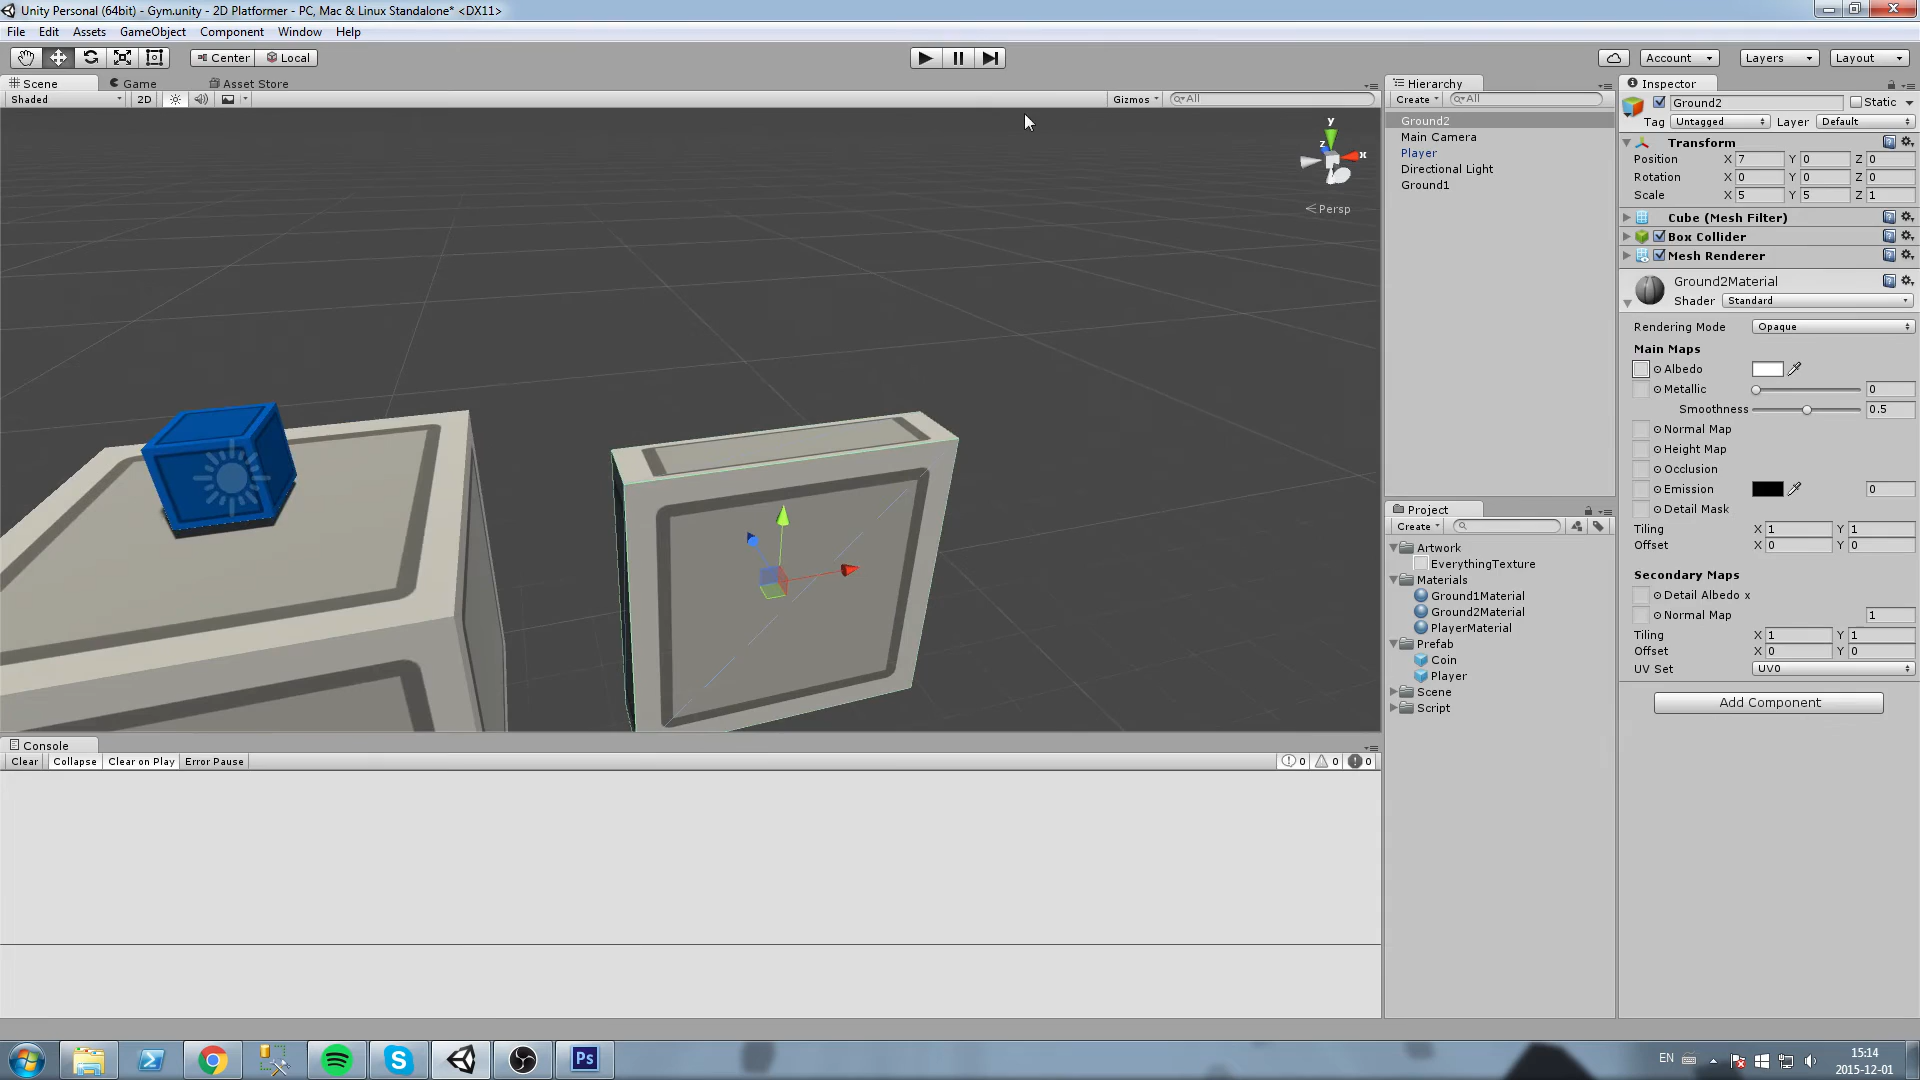 Unity Personal (64bit) - Gym.unity - 2D Platformer - PC, Mac & Linux Standalone* <DX11>
File Edit Assets GameObject Component Window Help
Center Local Account Layers Layout
Scene Game Asset Store
Shaded 2D Gizmos All
y
z x
Persp
Hierarchy
Create All
Ground2
Main Camera
Player
Directional Light
Ground1
Project
Create
Artwork
EverythingTexture
Materials
Ground1Material
Ground2Material
PlayerMaterial
Prefab
Coin
Player
Scene
Script
Inspector
Ground2 Static
Tag Untagged Layer Default
Transform
Position X 7 Y 0 Z 0
Rotation X 0 Y 0 Z 0
Scale X 5 Y 5 Z 1
Cube (Mesh Filter)
Box Collider
Mesh Renderer
Ground2Material
Shader Standard
Rendering Mode Opaque
Main Maps
Albedo
Metallic 0
Smoothness 0.5
Normal Map
Height Map
Occlusion
Emission 0
Detail Mask
Tiling X 1 Y 1
Offset X 0 Y 0
Secondary Maps
Detail Albedo x
Normal Map 1
Tiling X 1 Y 1
Offset X 0 Y 0
UV Set UV0
Add Component
Console
Clear Collapse Clear on Play Error Pause 0 0 0
Ps
EN
15:14
2015-12-01